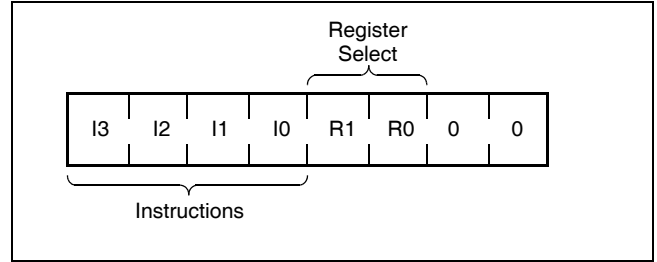 Register
Select
I3 I2 I1 I0 R1 R0 0 0
Instructions